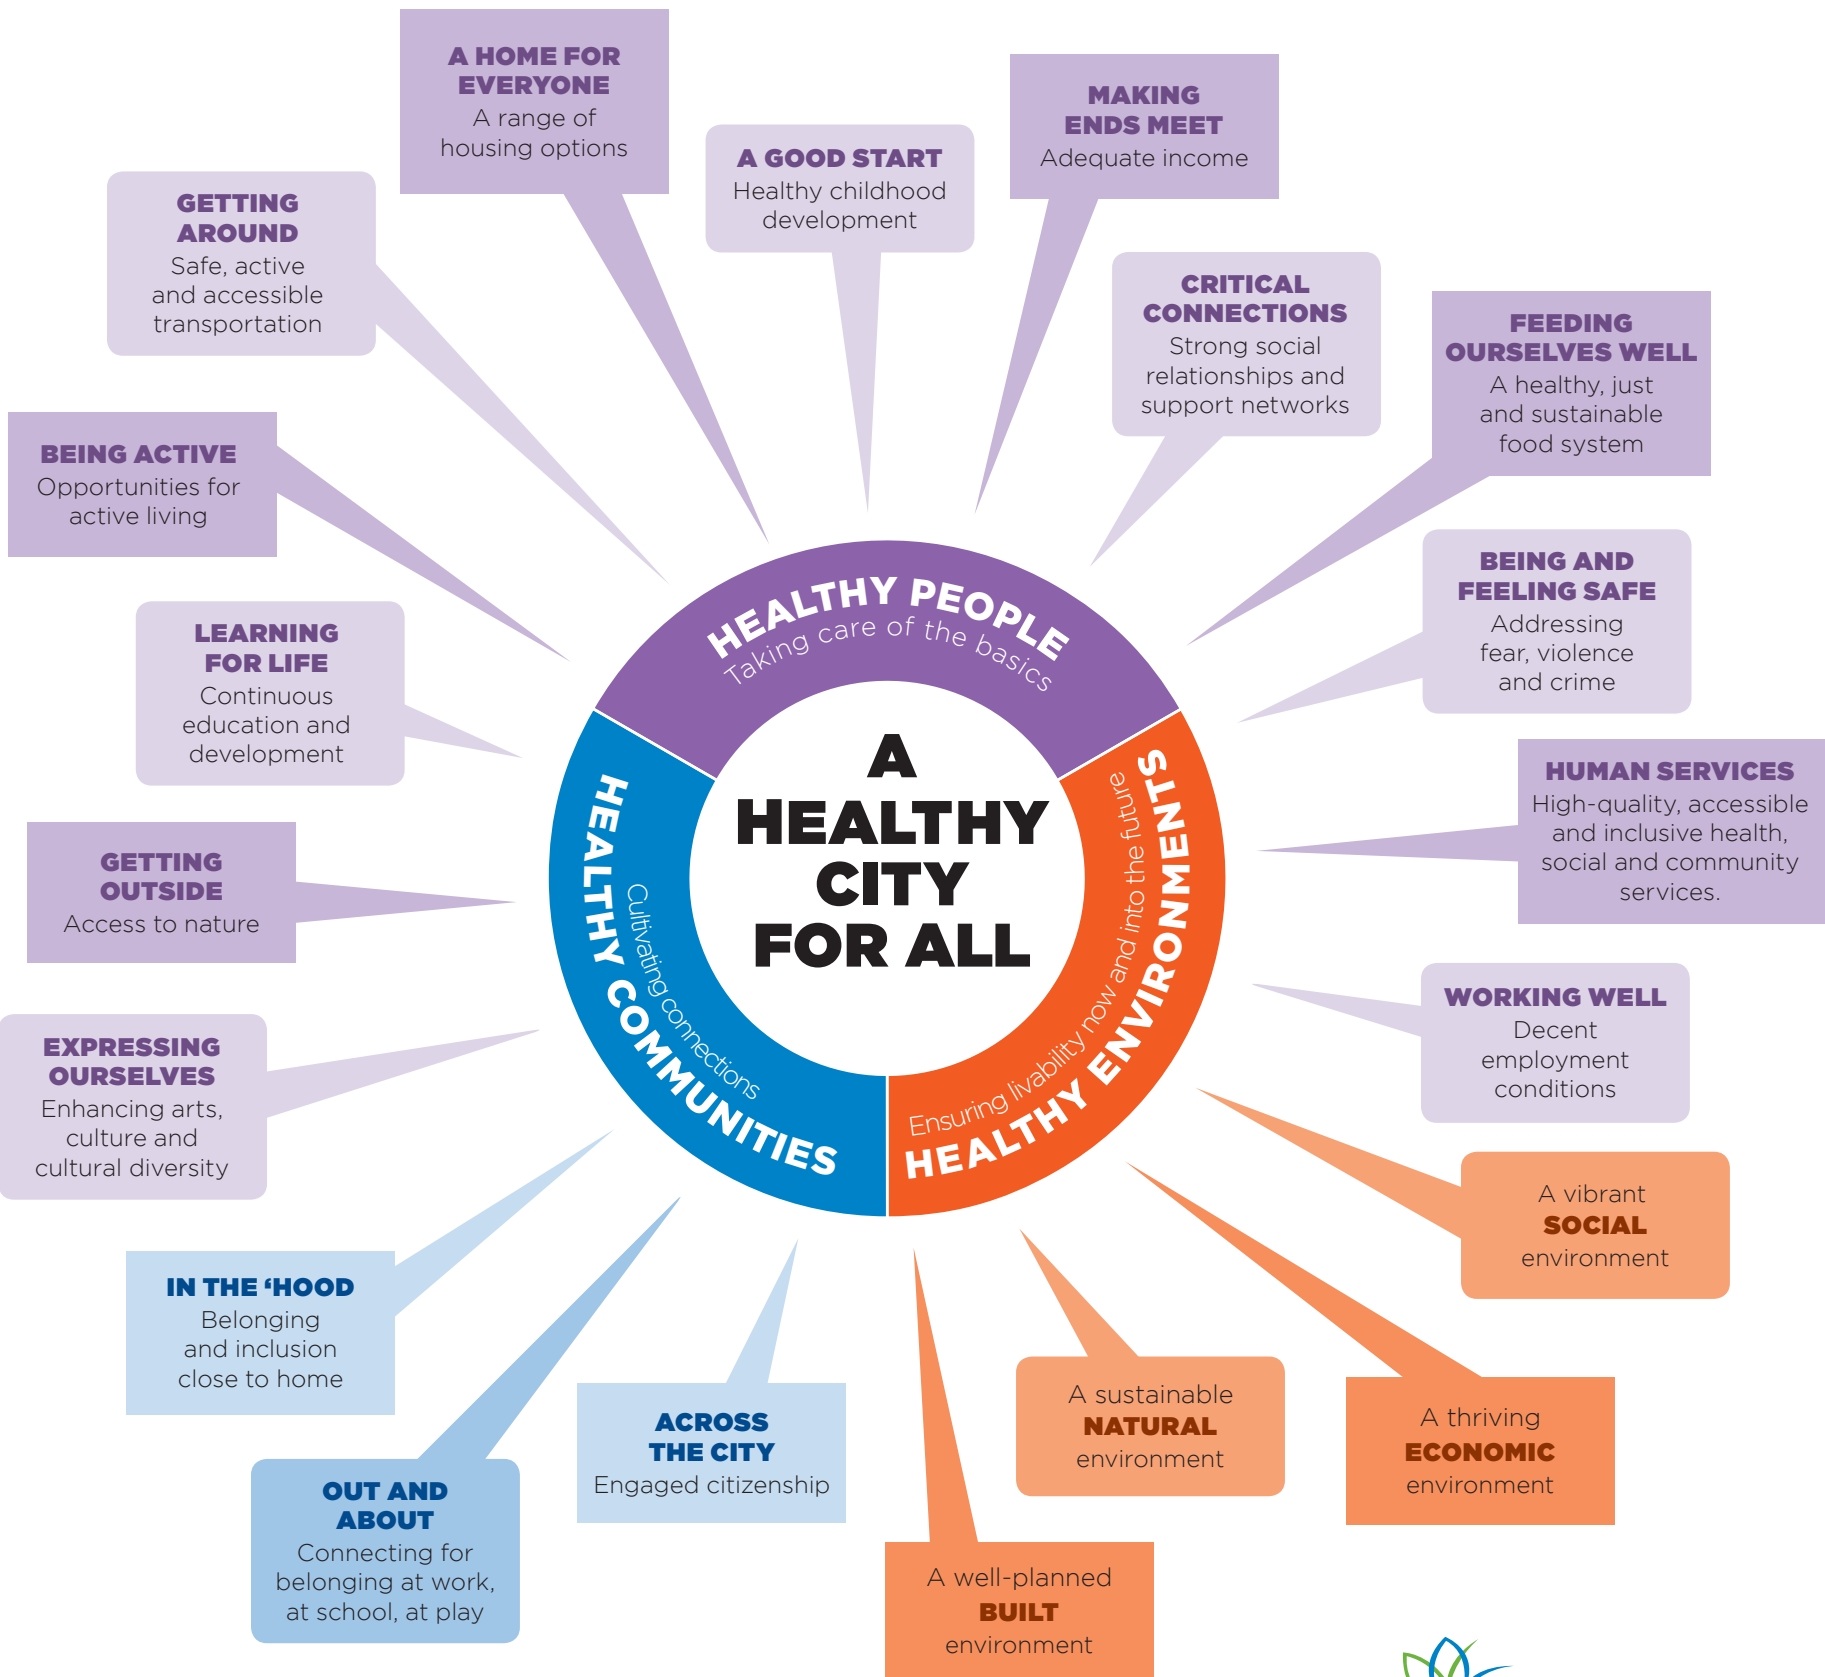 A HOME FOR
EVERYONE
A range of
housing options
MAKING
ENDS MEET
Adequate income
A GOOD START
Healthy childhood
development
GETTING
AROUND
Safe, active
and accessible
transportation
CRITICAL
CONNECTIONS
Strong social
relationships and
support networks
FEEDING
OURSELVES WELL
A healthy, just
and sustainable
food system
BEING ACTIVE
Opportunities for
active living
BEING AND
FEELING SAFE
Addressing
fear, violence
and crime
LEARNING
FOR LIFE
Continuous
education and
development
HEALTHY PEOPLE
Taking care of the basics
A
HEALTHY
CITY
FOR ALL
HEALTHY COMMUNITIES
Cultivating connections
Ensuring livability now and into the future
HEALTHY ENVIRONMENTS
HUMAN SERVICES
High-quality, accessible
and inclusive health,
social and community
services.
GETTING
OUTSIDE
Access to nature
WORKING WELL
Decent
employment
conditions
EXPRESSING
OURSELVES
Enhancing arts,
culture and
cultural diversity
A vibrant
SOCIAL
environment
IN THE ‘HOOD
Belonging
and inclusion
close to home
ACROSS
THE CITY
Engaged citizenship
A sustainable
NATURAL
environment
A thriving
ECONOMIC
environment
OUT AND
ABOUT
Connecting for
belonging at work,
at school, at play
A well-planned
BUILT
environment